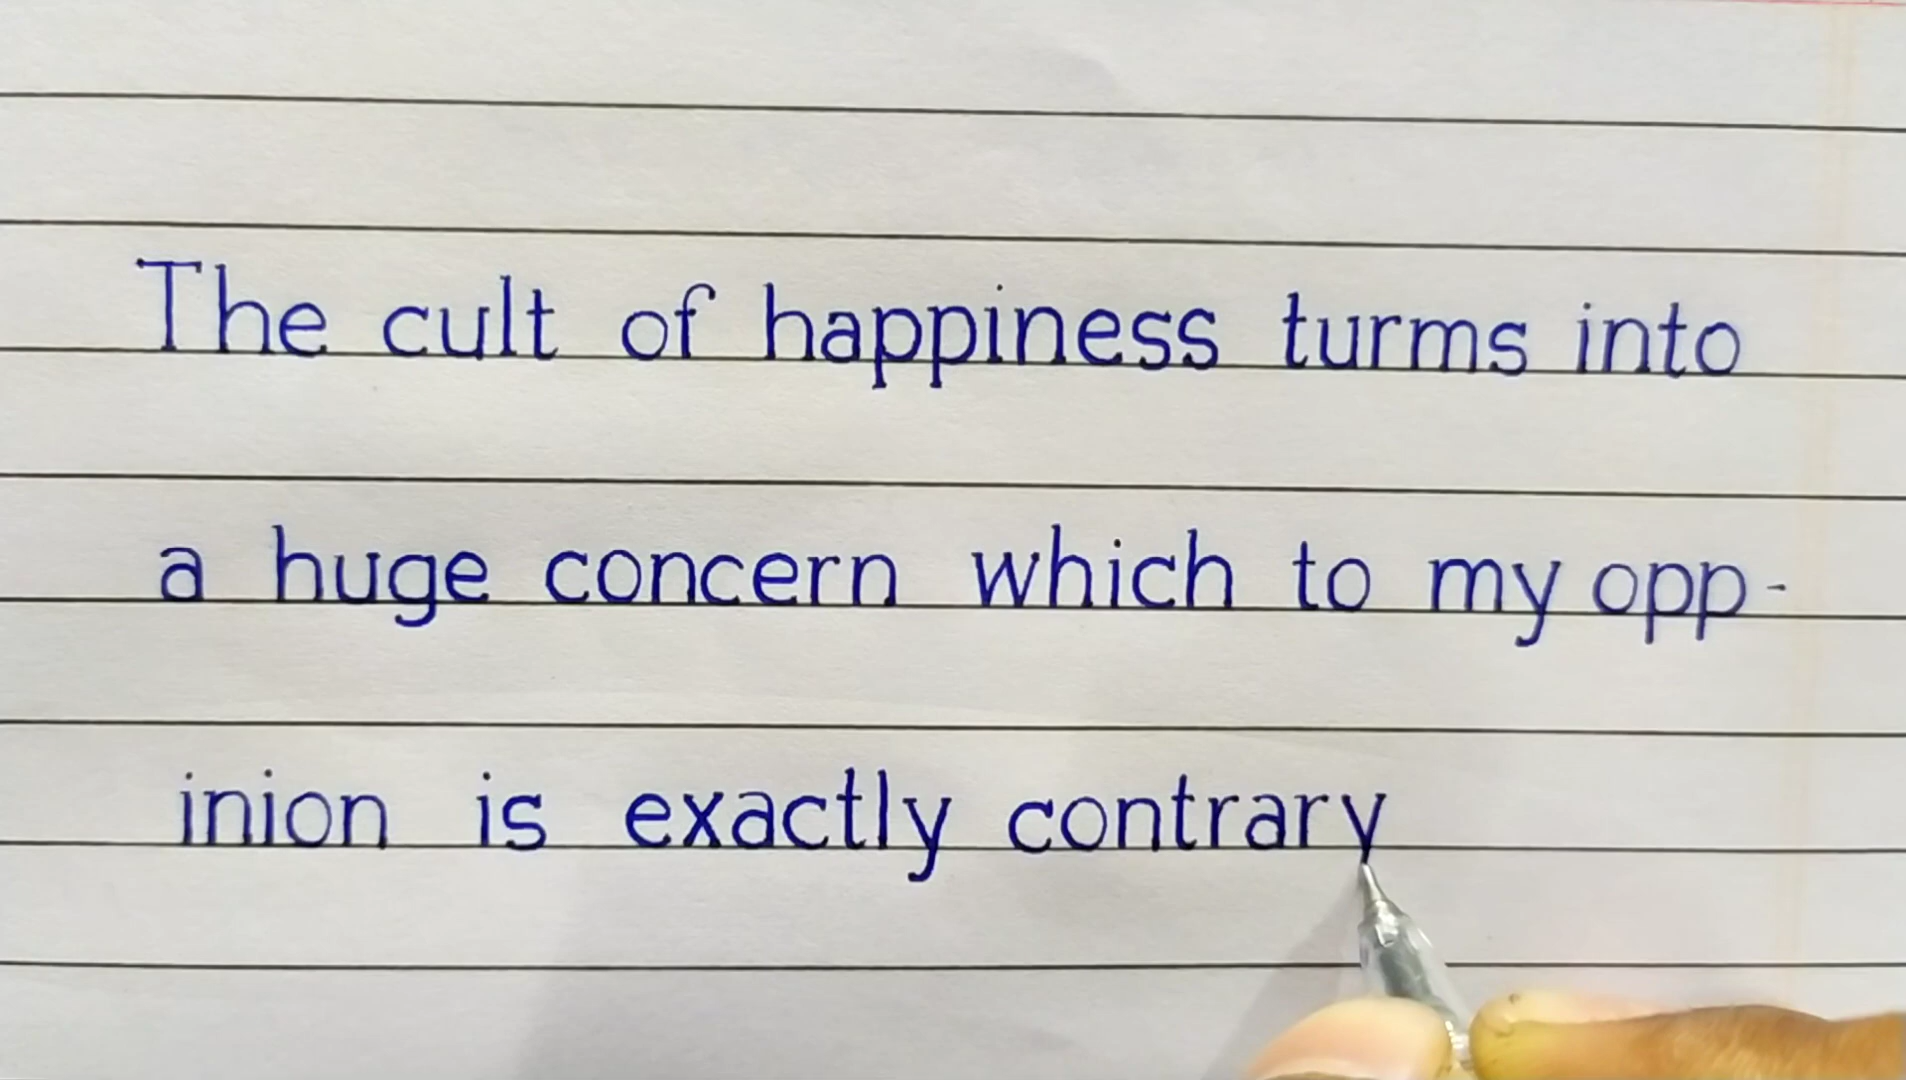 The cult of happiness turms into
a huge concern which to my opp-
inion is exactly contrary